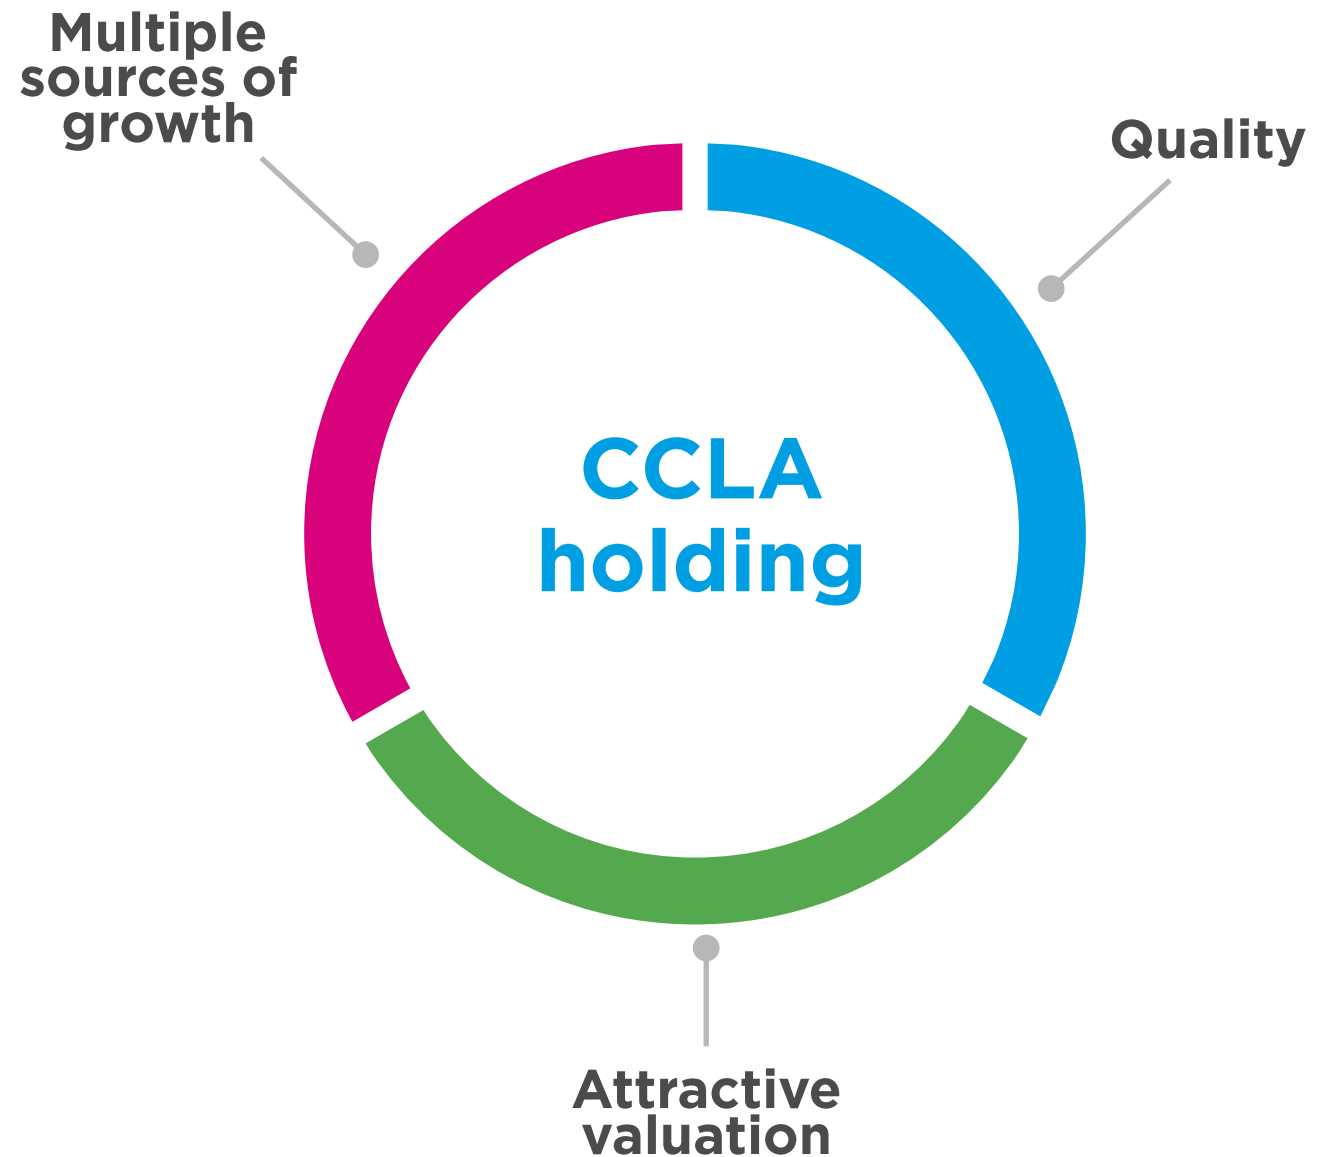 Multiple
sources of
growth
Quality
CCLA
holding
Attractive
valuation